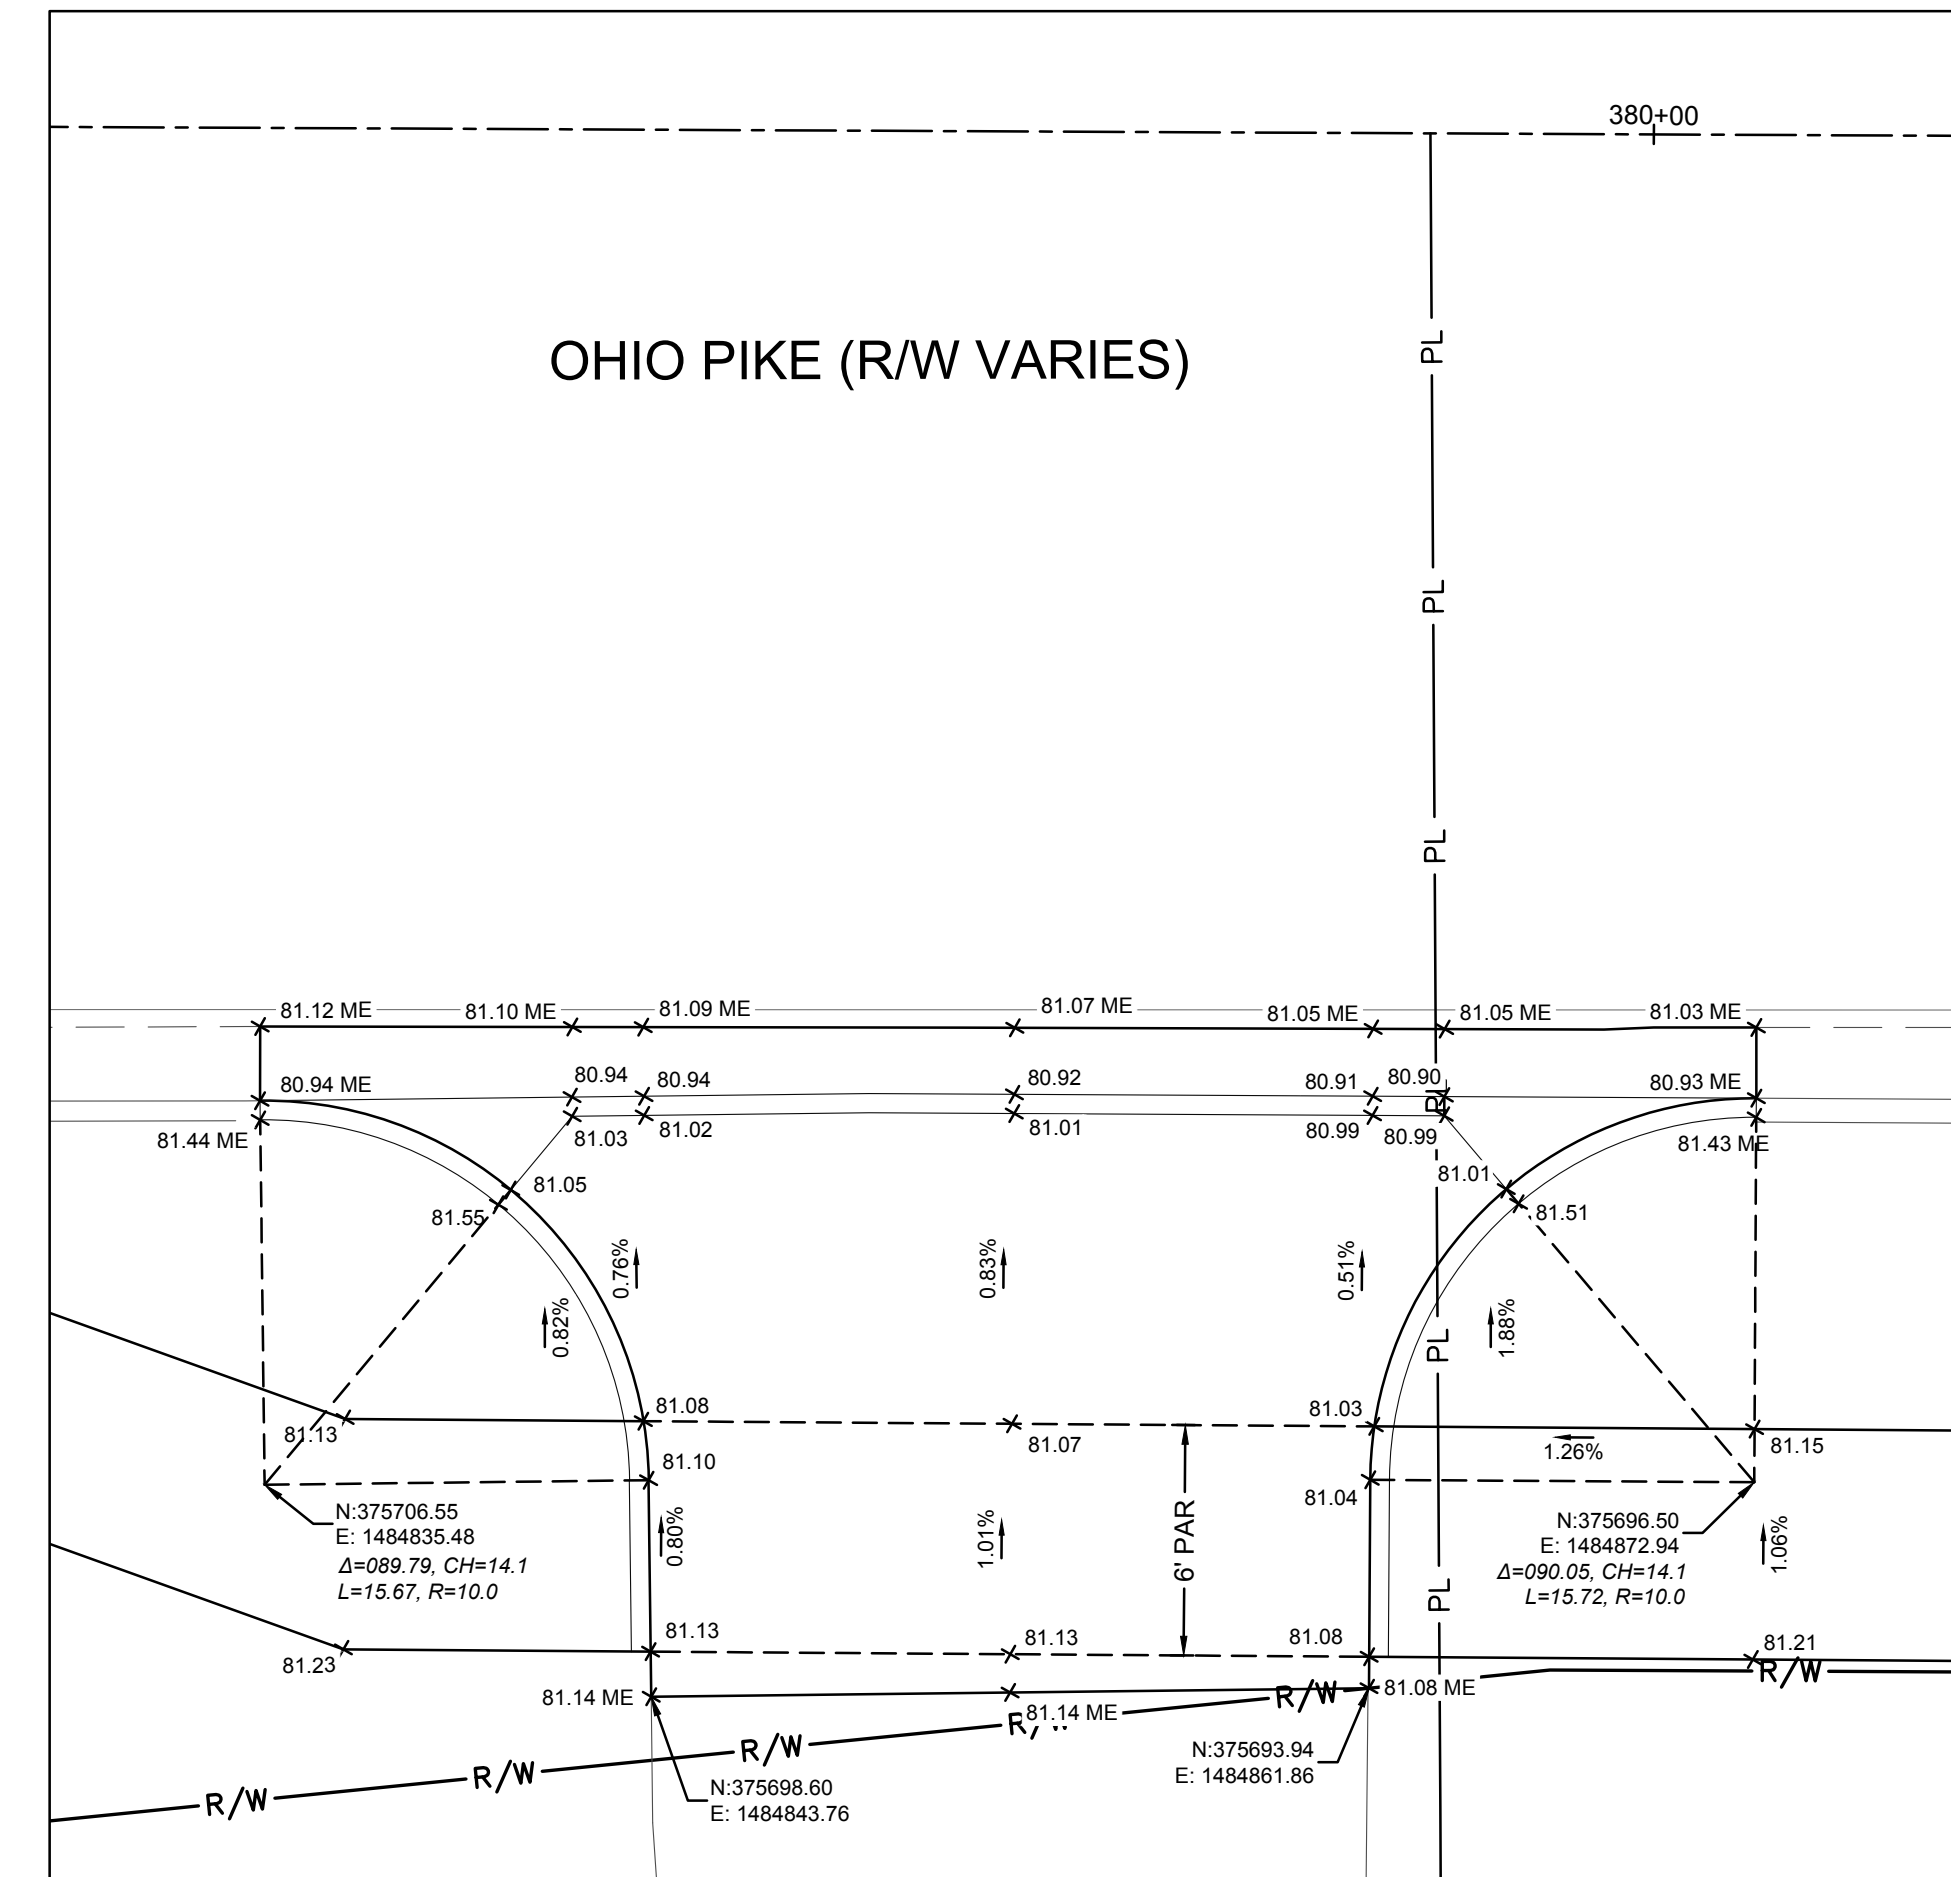 380+00
OHIO PIKE (R/W VARIES)
PL
PL
PL
81.12 ME
81.10 ME
81.09 ME
81.07 ME
81.05 ME
81.05 ME
81.03 ME
80.94 ME
80.94
80.94
80.92
80.91
80.90
80.93 ME
PL
81.44 ME
81.03
81.02
81.01
80.99
80.99
81.43 ME
81.05
81.01
81.55
81.51
0.76%
0.83%
0.51%
0.82%
1.88%
PL
81.13
81.08
81.07
81.03
1.26%
81.15
81.10
81.04
N:375706.55
E: 1484835.48
Δ=089.79, CH=14.1
L=15.67, R=10.0
0.80%
1.01%
6' PAR
N:375696.50
E: 1484872.94
Δ=090.05, CH=14.1
L=15.72, R=10.0
1.06%
PL
81.23
81.13
81.13
81.08
81.21
R/W
81.14 ME
81.14 ME
R/W
81.08 ME
R/W
R/W
R/W
R/W
N:375698.60
E: 1484843.76
N:375693.94
E: 1484861.86